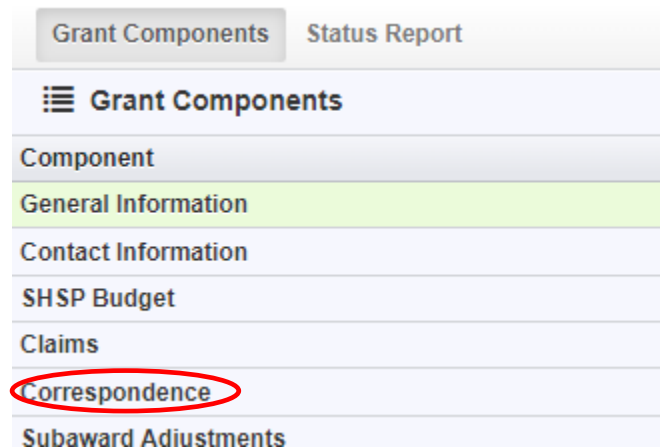 Grant Components Status Report
Grant Components
Component
General Information
Contact Information
SHSP Budget
Claims
Correspondence
Subaward Adjustments